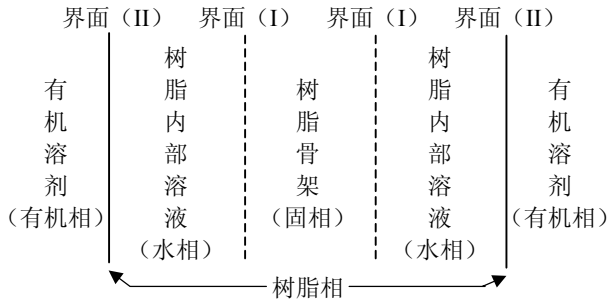 界面（II） 界面（I） 界面（I） 界面（II）
有机溶剂（有机相）
树脂内部溶液（水相）
树脂骨架（固相）
树脂内部溶液（水相）
有机溶剂（有机相）
树脂相